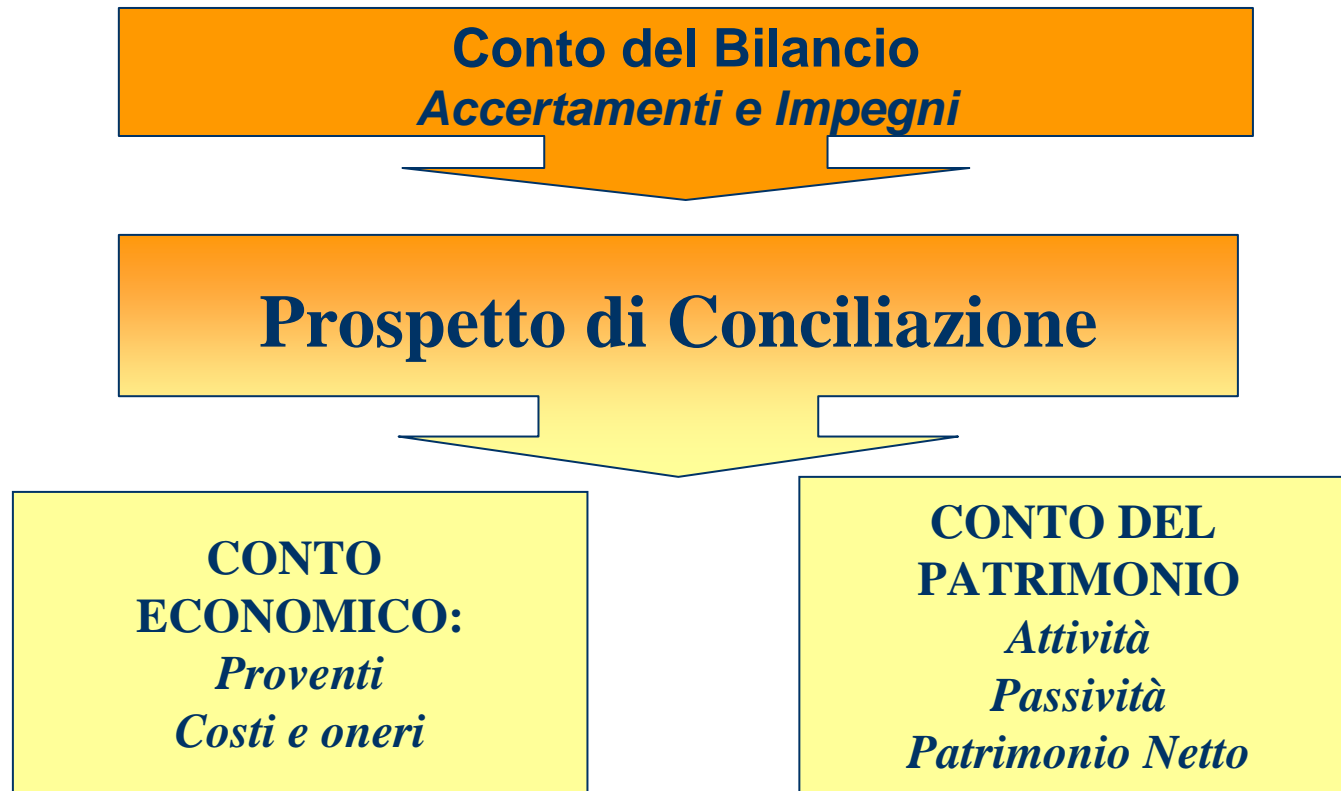 Conto del Bilancio
Accertamenti e Impegni
Prospetto di Conciliazione
CONTO
ECONOMICO:
Proventi
Costi e oneri
CONTO DEL
PATRIMONIO
Attività
Passività
Patrimonio Netto